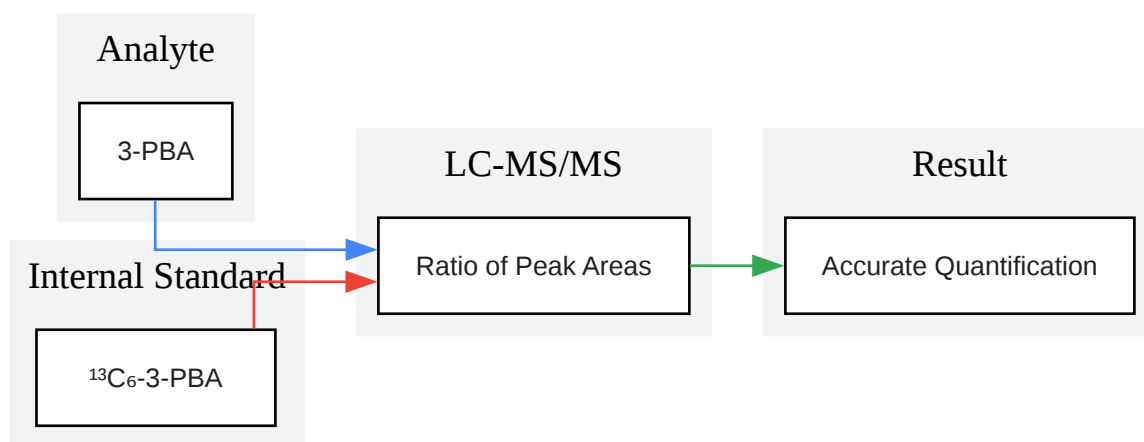 Analyte
3-PBA
Internal Standard
¹³C₆-3-PBA
LC-MS/MS
Ratio of Peak Areas
Result
Accurate Quantification